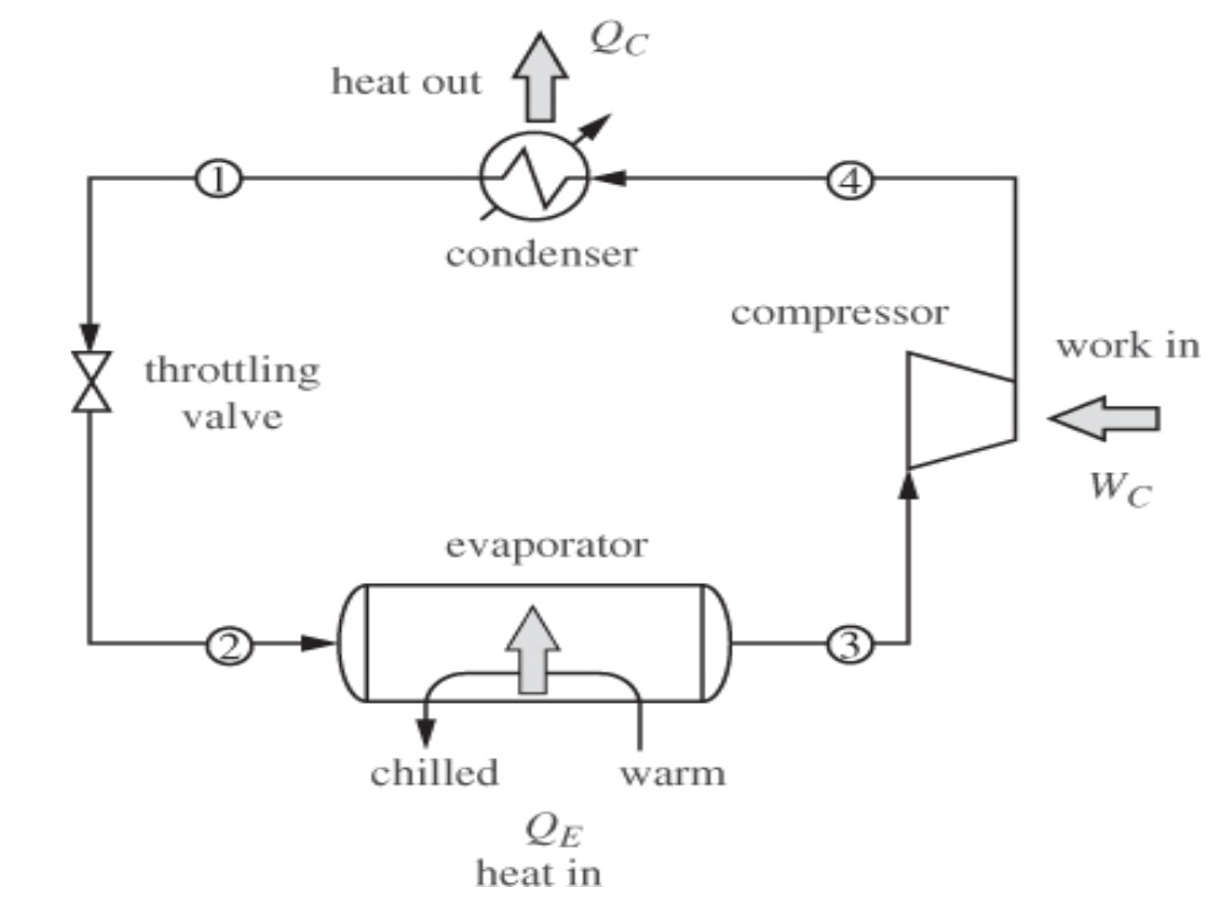 Q_C
heat out
1
4
condenser
compressor
work in
throttling
valve
W_C
evaporator
2
3
chilled
warm
Q_E
heat in